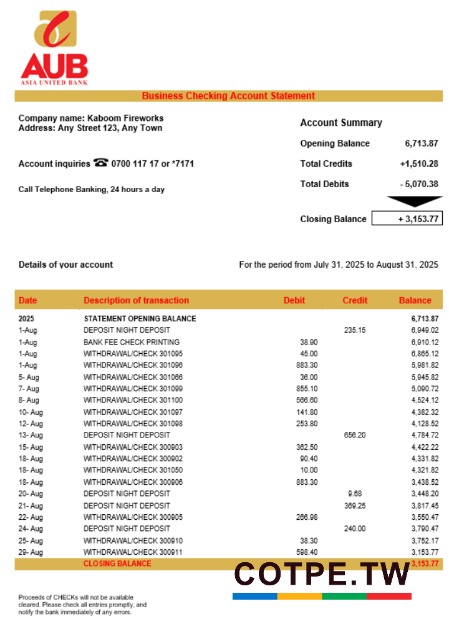 AUB
ASIA UNITED BANK
Business Checking Account Statement
Company name: Kaboom Fireworks
Address: Any Street 123, Any Town
Account inquiries ☎ 0700 117 17 or *7171
Call Telephone Banking, 24 hours a day
Account Summary
Opening Balance 6,713.87
Total Credits +1,510.28
Total Debits - 5,070.38
Closing Balance + 3,153.77
Details of your account For the period from July 31, 2025 to August 31, 2025
Date Description of transaction Debit Credit Balance
2025 STATEMENT OPENING BALANCE 6,713.87
1-Aug DEPOSIT NIGHT DEPOSIT 235.15 6,949.02
1-Aug BANK FEE CHECK PRINTING 38.90 6,910.12
1-Aug WITHDRAWAL/CHECK 301095 45.00 6,865.12
1-Aug WITHDRAWAL/CHECK 301096 883.30 5,981.82
5- Aug WITHDRAWAL/CHECK 301066 36.00 5,945.82
7- Aug WITHDRAWAL/CHECK 301099 855.10 5,090.72
8- Aug WITHDRAWAL/CHECK 301100 566.60 4,524.12
10- Aug WITHDRAWAL/CHECK 301097 141.80 4,382.32
12- Aug WITHDRAWAL/CHECK 301098 253.80 4,128.52
13- Aug DEPOSIT NIGHT DEPOSIT 656.20 4,784.72
15- Aug WITHDRAWAL/CHECK 300903 362.50 4,422.22
18- Aug WITHDRAWAL/CHECK 300902 90.40 4,331.82
18- Aug WITHDRAWAL/CHECK 301050 10.00 4,321.82
18- Aug WITHDRAWAL/CHECK 300906 883.30 3,438.52
20- Aug DEPOSIT NIGHT DEPOSIT 9.68 3,448.20
21- Aug DEPOSIT NIGHT DEPOSIT 369.25 3,817.45
22- Aug WITHDRAWAL/CHECK 300905 266.98 3,550.47
24- Aug DEPOSIT NIGHT DEPOSIT 240.00 3,790.47
25- Aug WITHDRAWAL/CHECK 300910 38.30 3,752.17
29- Aug WITHDRAWAL/CHECK 300911 598.40 3,153.77
CLOSING BALANCE 3,153.77
COTPE.TW
Proceeds of CHECKs will not be available
cleared. Please check all entries promptly, and
notify the bank immediately of any errors.